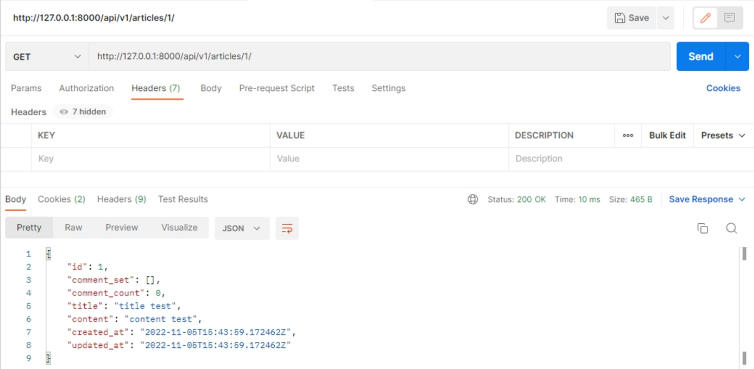 http://127.0.0.1:8000/api/v1/articles/1/ Save
GET http://127.0.0.1:8000/api/v1/articles/1/ Send
Params Authorization Headers (7) Body Pre-request Script Tests Settings Cookies
Headers 7 hidden
KEY VALUE DESCRIPTION ooo Bulk Edit Presets
Key Value Description
Body Cookies (2) Headers (9) Test Results Status: 200 OK Time: 10 ms Size: 465 B Save Response
Pretty Raw Preview Visualize JSON
1 {
2 "id": 1,
3 "comment_set": [],
4 "comment_count": 0,
5 "title": "title test",
6 "content": "content test",
7 "created_at": "2022-11-05T15:43:59.172462Z",
8 "updated_at": "2022-11-05T15:43:59.172462Z"
9 }